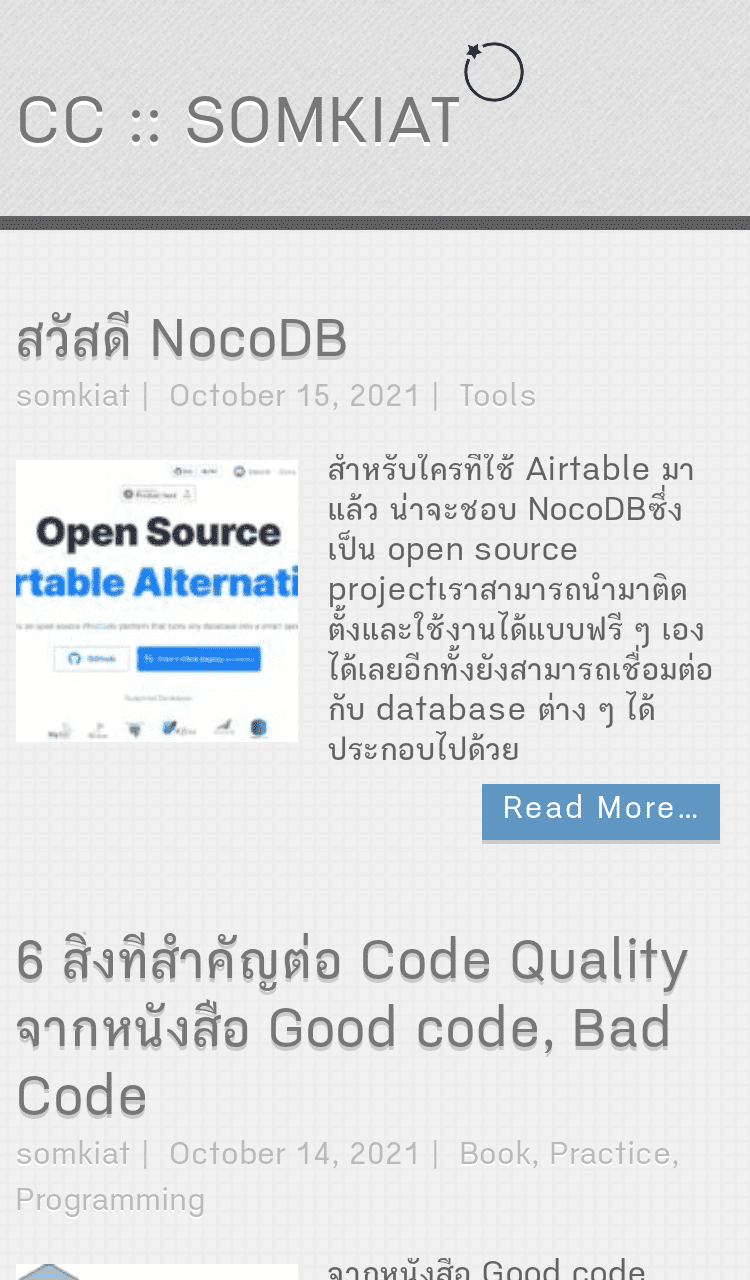 CC :: SOMKIAT
สวัสดี NocoDB
somkiat | October 15, 2021 | Tools
Open Source
rtable Alternati
GitHub
สำหรับใครที่ใช้ Airtable มา
แล้ว น่าจะชอบ NocoDBซึ่ง
เป็น open source
projectเราสามารถนำมาติด
ตั้งและใช้งานได้แบบฟรี ๆ เอง
ได้เลยอีกทั้งยังสามารถเชื่อมต่อ
กับ database ต่าง ๆ ได้
ประกอบไปด้วย
Read More...
6 สิ่งที่สำคัญต่อ Code Quality
จากหนังสือ Good code, Bad
Code
somkiat | October 14, 2021 | Book, Practice,
Programming
จากหนังสือ Good code